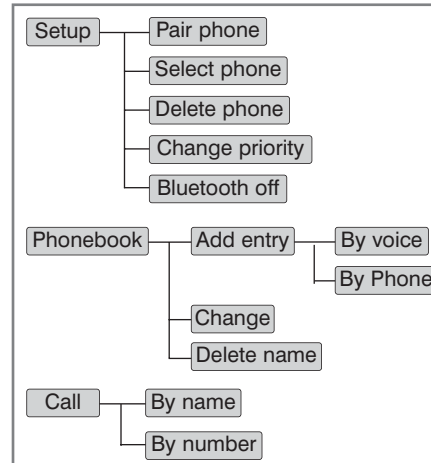 Setup Pair phone
Select phone
Delete phone
Change priority
Bluetooth off
Phonebook Add entry By voice
By Phone
Change
Delete name
Call By name
By number